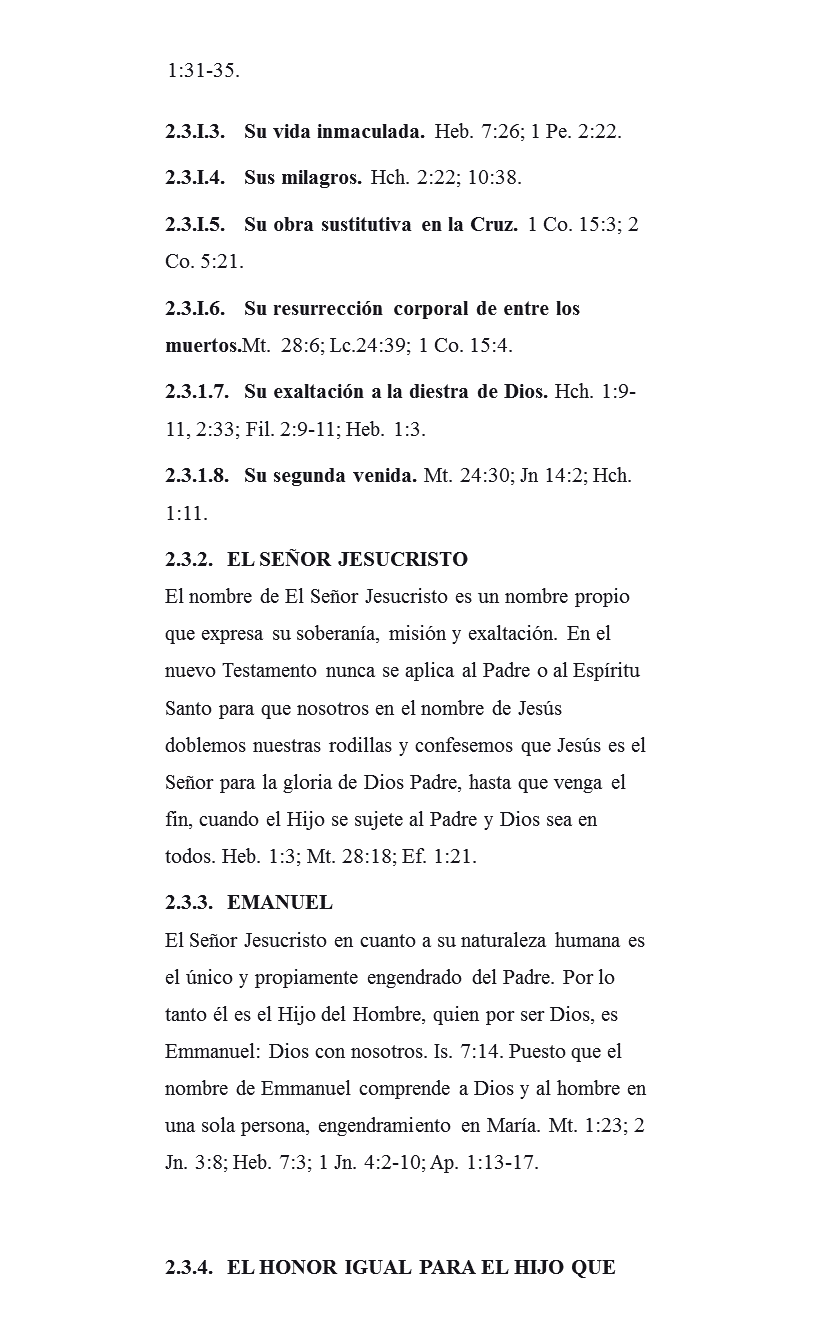 1:31-35.
2.3.I.3. Su vida inmaculada. Heb. 7:26; 1 Pe. 2:22.
2.3.I.4. Sus milagros. Hch. 2:22; 10:38.
2.3.I.5. Su obra sustitutiva en la Cruz. 1 Co. 15:3; 2
Co. 5:21.
2.3.I.6. Su resurrección corporal de entre los
muertos.Mt. 28:6; Lc.24:39; 1 Co. 15:4.
2.3.1.7. Su exaltación a la diestra de Dios. Hch. 1:9-
11, 2:33; Fil. 2:9-11; Heb. 1:3.
2.3.1.8. Su segunda venida. Mt. 24:30; Jn 14:2; Hch.
1:11.
2.3.2. EL SEÑOR JESUCRISTO
El nombre de El Señor Jesucristo es un nombre propio
que expresa su soberanía, misión y exaltación. En el
nuevo Testamento nunca se aplica al Padre o al Espíritu
Santo para que nosotros en el nombre de Jesús
doblemos nuestras rodillas y confesemos que Jesús es el
Señor para la gloria de Dios Padre, hasta que venga el
fin, cuando el Hijo se sujete al Padre y Dios sea en
todos. Heb. 1:3; Mt. 28:18; Ef. 1:21.
2.3.3. EMANUEL
El Señor Jesucristo en cuanto a su naturaleza humana es
el único y propiamente engendrado del Padre. Por lo
tanto él es el Hijo del Hombre, quien por ser Dios, es
Emmanuel: Dios con nosotros. Is. 7:14. Puesto que el
nombre de Emmanuel comprende a Dios y al hombre en
una sola persona, engendramiento en María. Mt. 1:23; 2
Jn. 3:8; Heb. 7:3; 1 Jn. 4:2-10; Ap. 1:13-17.
2.3.4. EL HONOR IGUAL PARA EL HIJO QUE